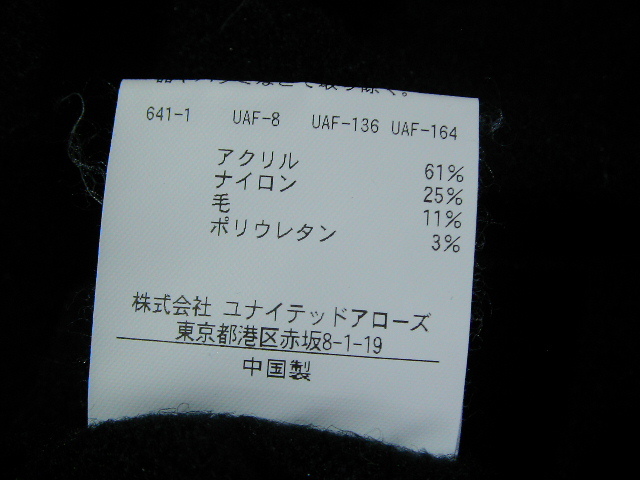 641-1 UAF-8 UAF-136 UAF-164
アクリル 61%
ナイロン 25%
毛 11%
ポリウレタン 3%
株式会社 ユナイテッドアローズ
東京都港区赤坂8-1-19
中国製